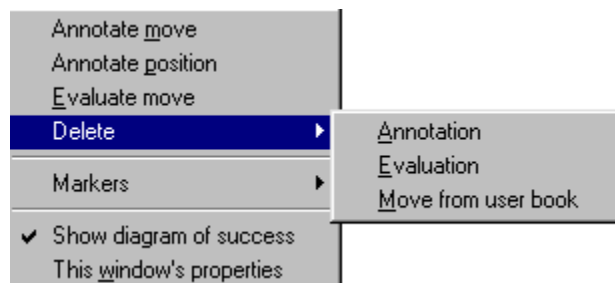 Annotate move
Annotate position
Evaluate move
Delete
Markers
Show diagram of success
This window's properties
Annotation
Evaluation
Move from user book